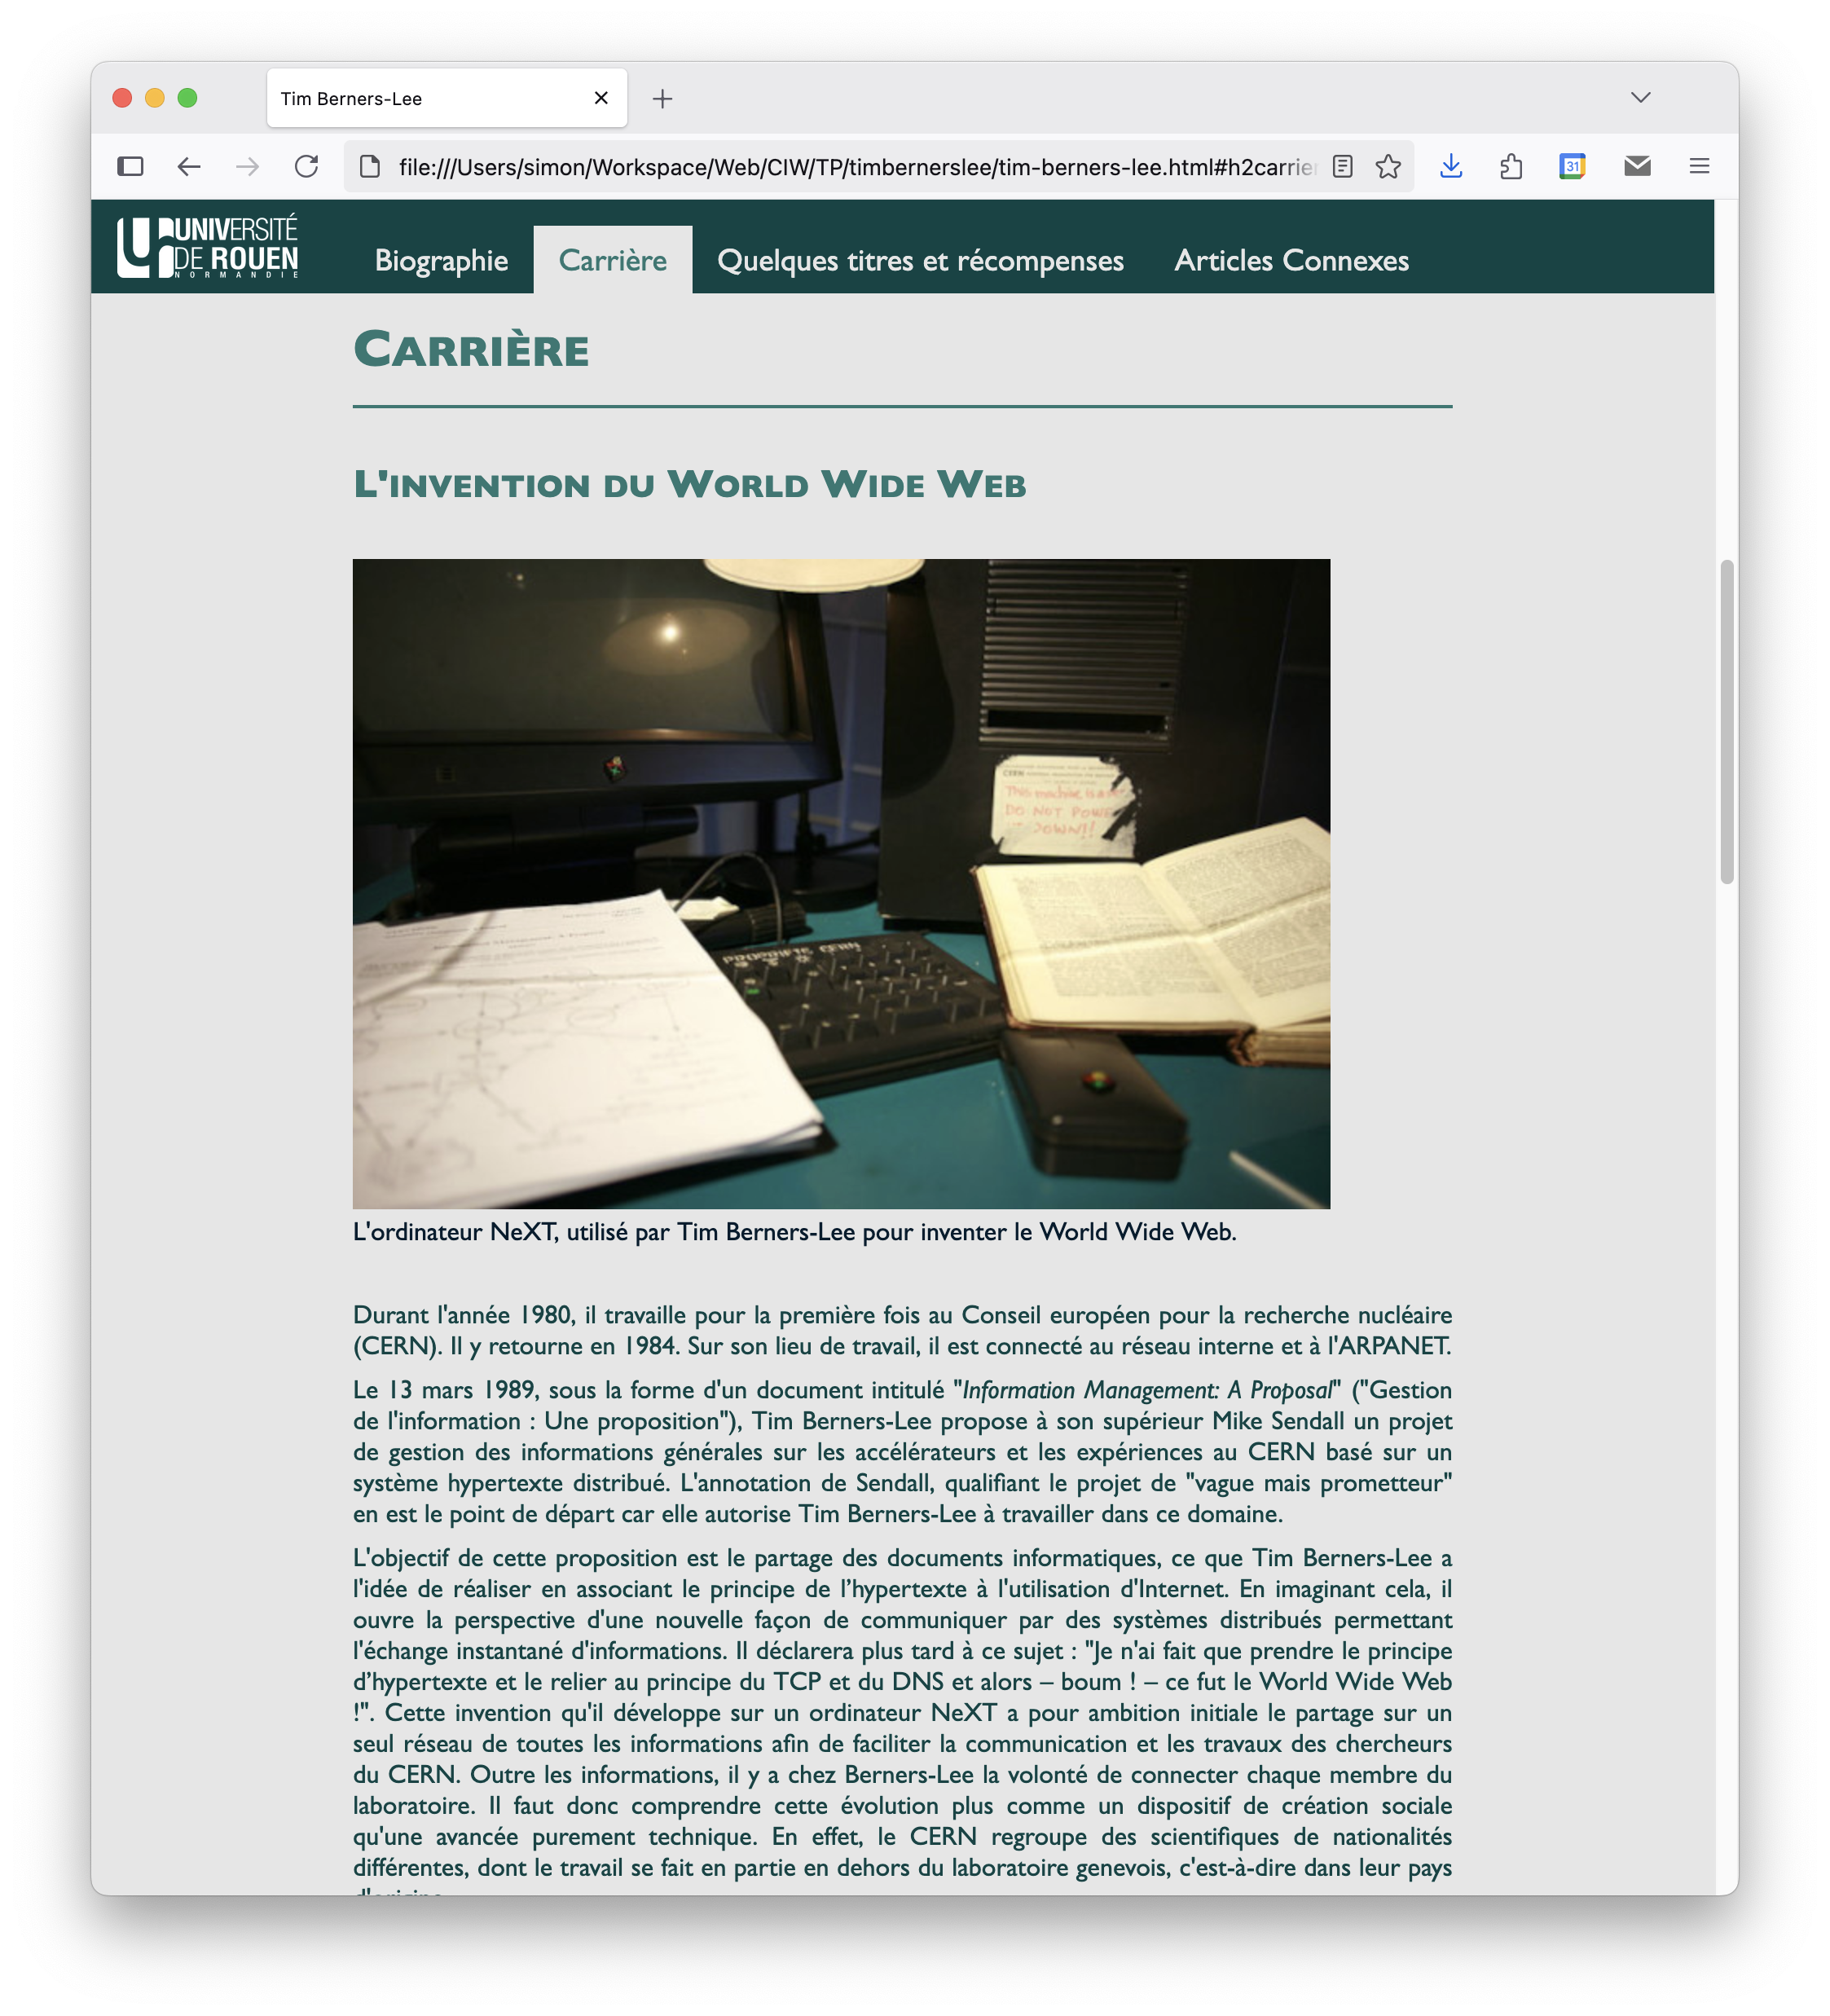 Tim Berners-Lee
file:///Users/simon/Workspace/Web/CIW/TP/timbernerslee/tim-berners-lee.html#h2carrie
31
UNIVERSITÉ
DE ROUEN
NORMANDIE
Biographie
Carrière
Quelques titres et récompenses
Articles Connexes
CARRIÈRE
L'INVENTION DU WORLD WIDE WEB
CERN
This machine is a
DO NOT POWE
DOWN!!
PROPRIÉTÉ CERN
L'ordinateur NeXT, utilisé par Tim Berners-Lee pour inventer le World Wide Web.
Durant l'année 1980, il travaille pour la première fois au Conseil européen pour la recherche nucléaire
(CERN). Il y retourne en 1984. Sur son lieu de travail, il est connecté au réseau interne et à l'ARPANET.
Le 13 mars 1989, sous la forme d'un document intitulé "Information Management: A Proposal" ("Gestion
de l'information : Une proposition"), Tim Berners-Lee propose à son supérieur Mike Sendall un projet
de gestion des informations générales sur les accélérateurs et les expériences au CERN basé sur un
système hypertexte distribué. L'annotation de Sendall, qualifiant le projet de "vague mais prometteur"
en est le point de départ car elle autorise Tim Berners-Lee à travailler dans ce domaine.
L'objectif de cette proposition est le partage des documents informatiques, ce que Tim Berners-Lee a
l'idée de réaliser en associant le principe de l’hypertexte à l'utilisation d'Internet. En imaginant cela, il
ouvre la perspective d'une nouvelle façon de communiquer par des systèmes distribués permettant
l'échange instantané d'informations. Il déclarera plus tard à ce sujet : "Je n'ai fait que prendre le principe
d’hypertexte et le relier au principe du TCP et du DNS et alors – boum ! – ce fut le World Wide Web
!". Cette invention qu'il développe sur un ordinateur NeXT a pour ambition initiale le partage sur un
seul réseau de toutes les informations afin de faciliter la communication et les travaux des chercheurs
du CERN. Outre les informations, il y a chez Berners-Lee la volonté de connecter chaque membre du
laboratoire. Il faut donc comprendre cette évolution plus comme un dispositif de création sociale
qu'une avancée purement technique. En effet, le CERN regroupe des scientifiques de nationalités
différentes, dont le travail se fait en partie en dehors du laboratoire genevois, c'est-à-dire dans leur pays